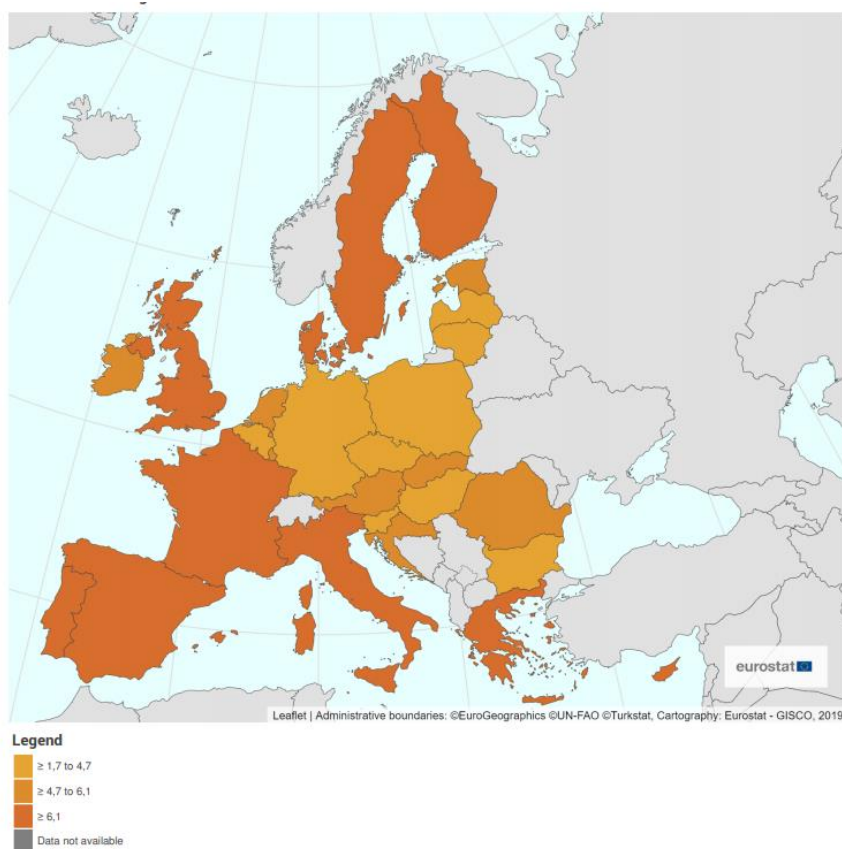 eurostat
Leaflet | Administrative boundaries: ©EuroGeographics ©UN-FAO ©Turkstat, Cartography: Eurostat - GISCO, 2019
Legend
≥ 1,7 to 4,7
≥ 4,7 to 6,1
≥ 6,1
Data not available